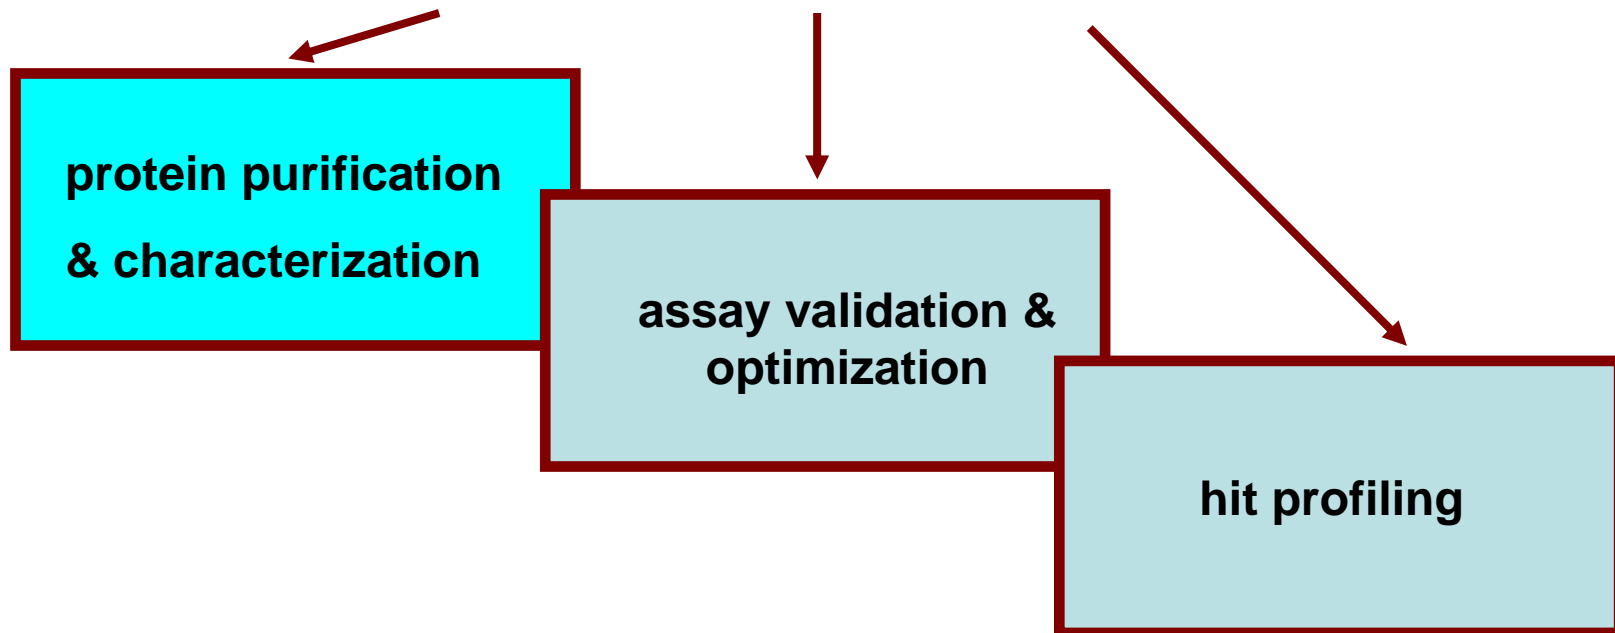 protein purification
& characterization
assay validation &
optimization
hit profiling